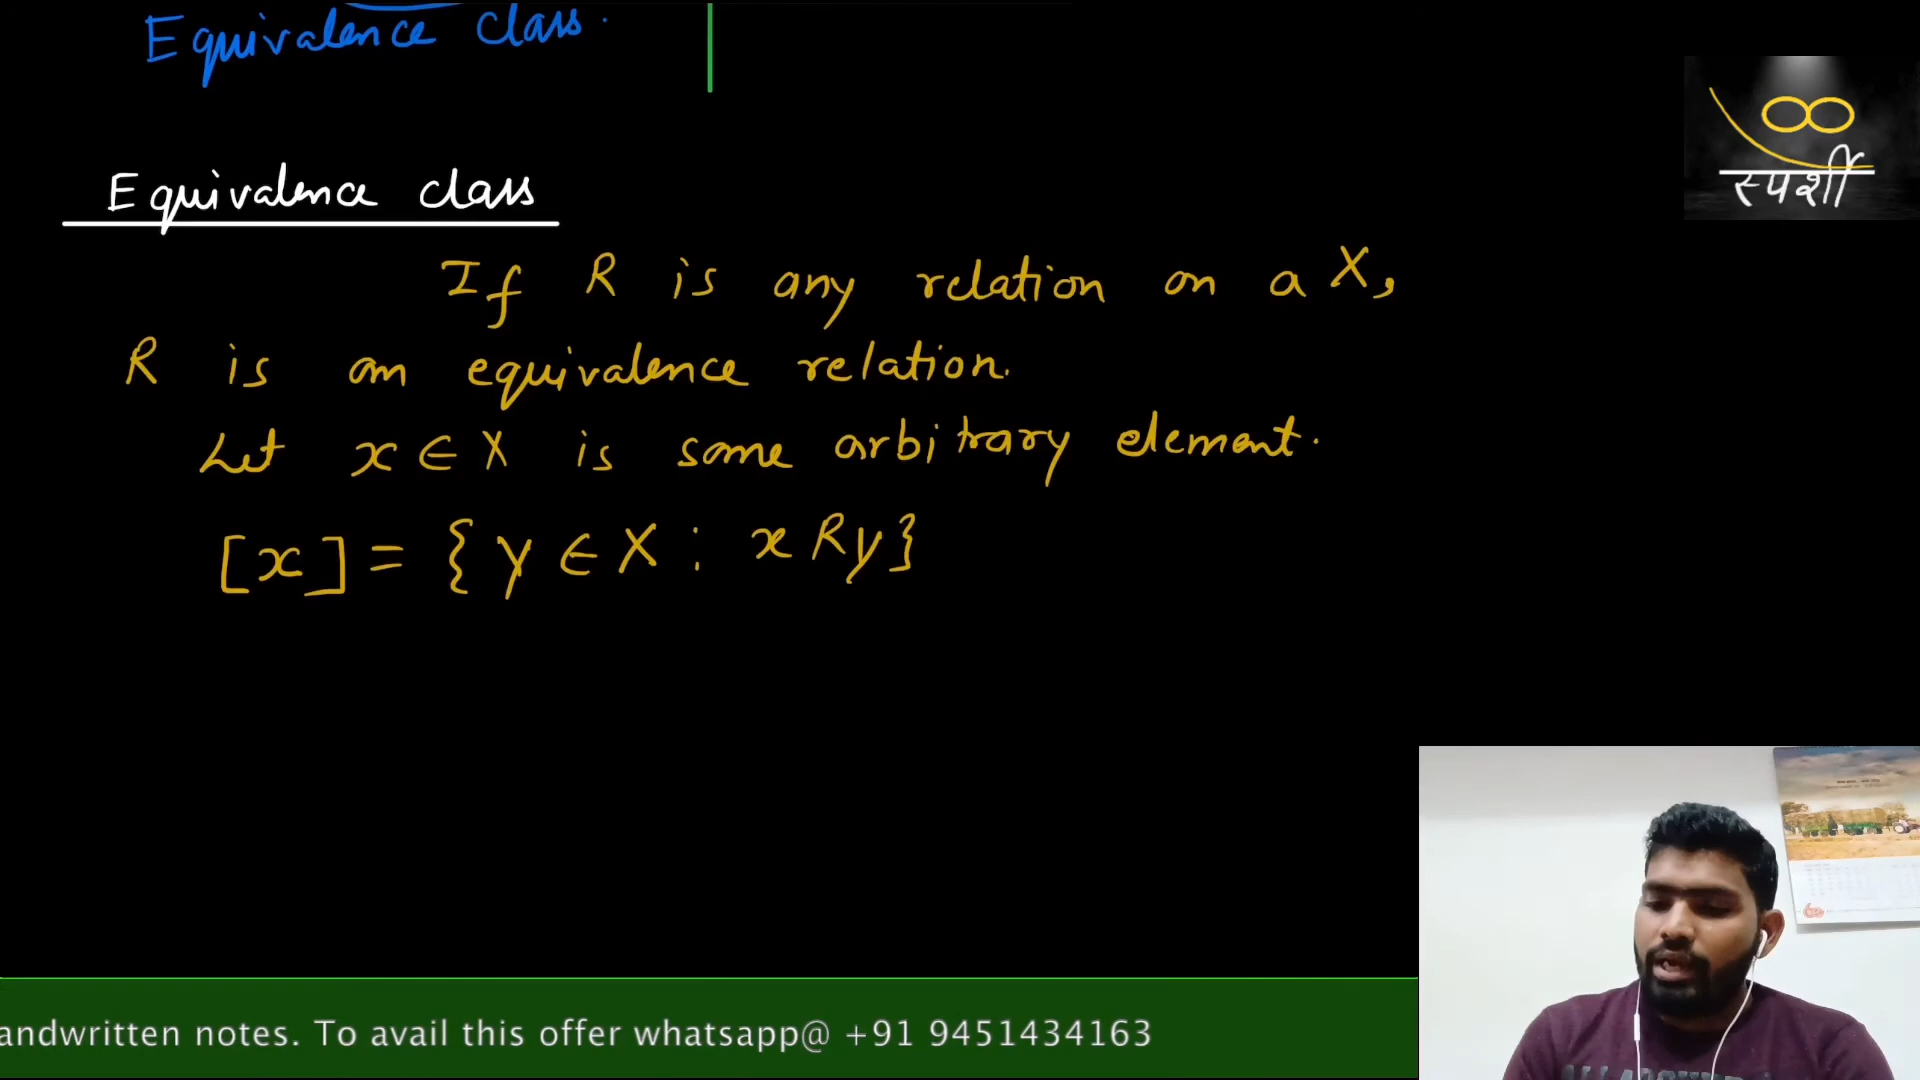 Equivalence class.
स्पर्शी
Equivalence class
If R is any relation on a X,
R is an equivalence relation.
Let x ∈ X is some arbitrary element.
[x] = { y ∈ X : x R y }
andwritten notes. To avail this offer whatsapp@ +91 9451434163